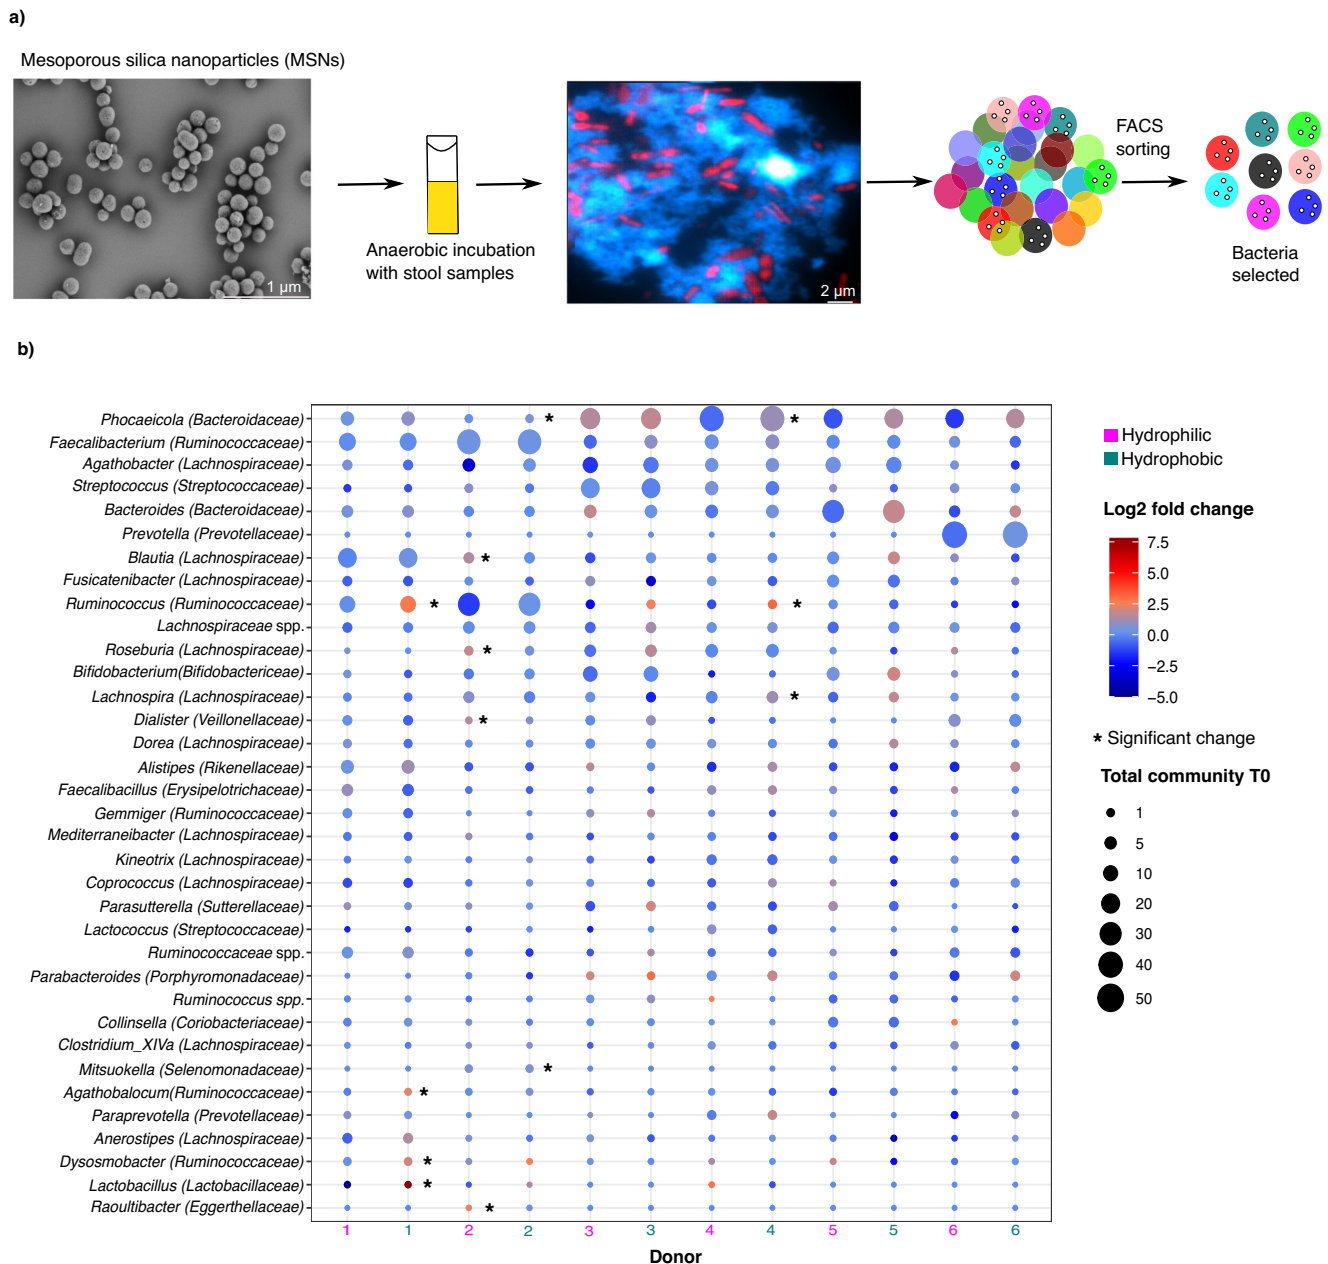 a)
Mesoporous silica nanoparticles (MSNs)
1 µm
Anaerobic incubation
with stool samples
2 µm
FACS
sorting
Bacteria
selected
b)
Phocaeicola (Bacteroidaceae)
Faecalibacterium (Ruminococcaceae)
Agathobacter (Lachnospiraceae)
Streptococcus (Streptococcaceae)
Bacteroides (Bacteroidaceae)
Prevotella (Prevotellaceae)
Blautia (Lachnospiraceae)
Fusicatenibacter (Lachnospiraceae)
Ruminococcus (Ruminococcaceae)
Lachnospiraceae spp.
Roseburia (Lachnospiraceae)
Bifidobacterium(Bifidobactericeae)
Lachnospira (Lachnospiraceae)
Dialister (Veillonellaceae)
Dorea (Lachnospiraceae)
Alistipes (Rikenellaceae)
Faecalibacillus (Erysipelotrichaceae)
Gemmiger (Ruminococcaceae)
Mediterraneibacter (Lachnospiraceae)
Kineotrix (Lachnospiraceae)
Coprococcus (Lachnospiraceae)
Parasutterella (Sutterellaceae)
Lactococcus (Streptococcaceae)
Ruminococcaceae spp.
Parabacteroides (Porphyromonadaceae)
Ruminococcus spp.
Collinsella (Coriobacteriaceae)
Clostridium_XIVa (Lachnospiraceae)
Mitsuokella (Selenomonadaceae)
Agathobalocum(Ruminococcaceae)
Paraprevotella (Prevotellaceae)
Anerostipes (Lachnospiraceae)
Dysosmobacter (Ruminococcaceae)
Lactobacillus (Lactobacillaceae)
Raoultibacter (Eggerthellaceae)
1 1 2 2 3 3 4 4 5 5 6 6
Donor
Hydrophilic
Hydrophobic
Log2 fold change
7.5
5.0
2.5
0.0
−2.5
−5.0
* Significant change
Total community T0
1
5
10
20
30
40
50